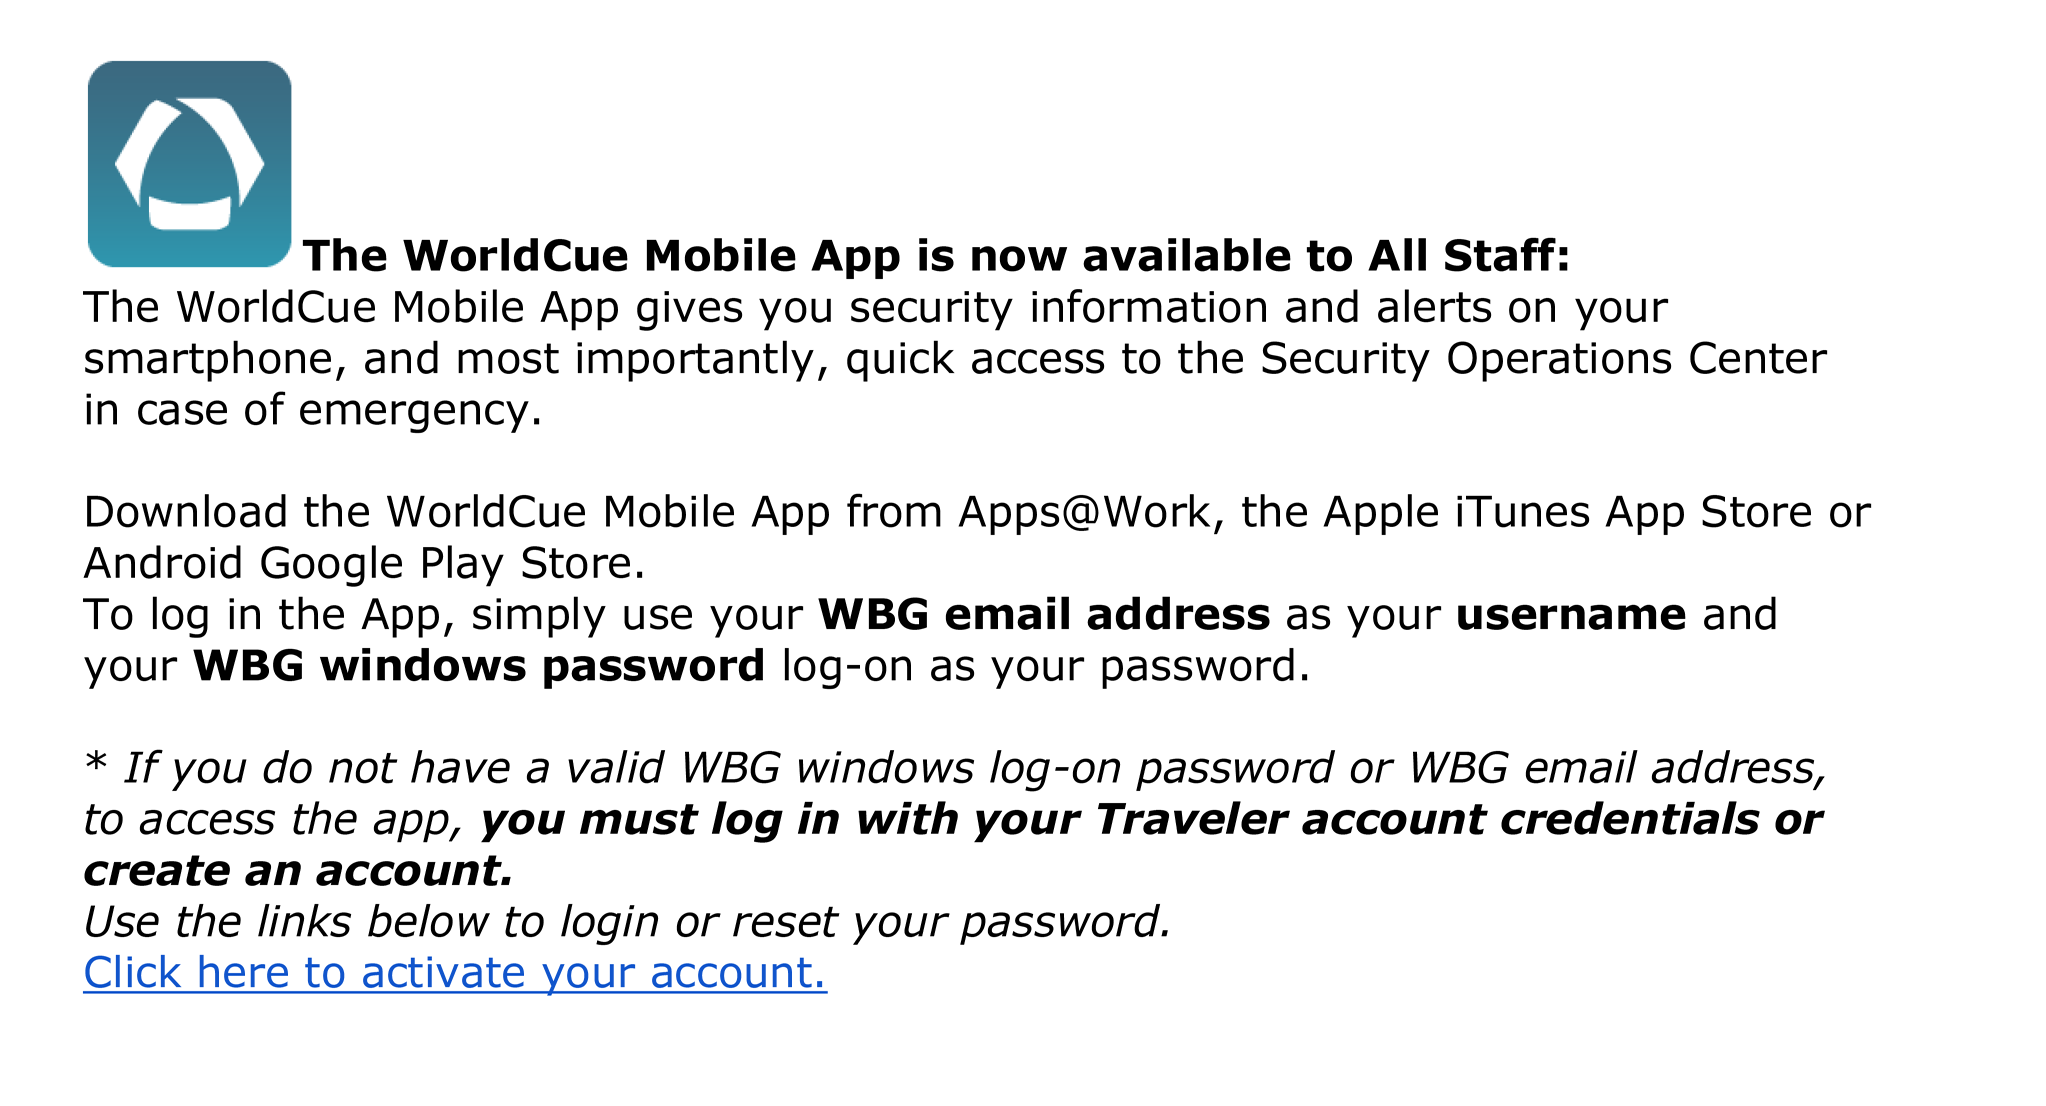 The WorldCue Mobile App is now available to All Staff:
The WorldCue Mobile App gives you security information and alerts on your
smartphone, and most importantly, quick access to the Security Operations Center
in case of emergency.
Download the WorldCue Mobile App from Apps@Work, the Apple iTunes App Store or
Android Google Play Store.
To log in the App, simply use your WBG email address as your username and
your WBG windows password log-on as your password.
* If you do not have a valid WBG windows log-on password or WBG email address,
to access the app, you must log in with your Traveler account credentials or
create an account.
Use the links below to login or reset your password.
Click here to activate your account.